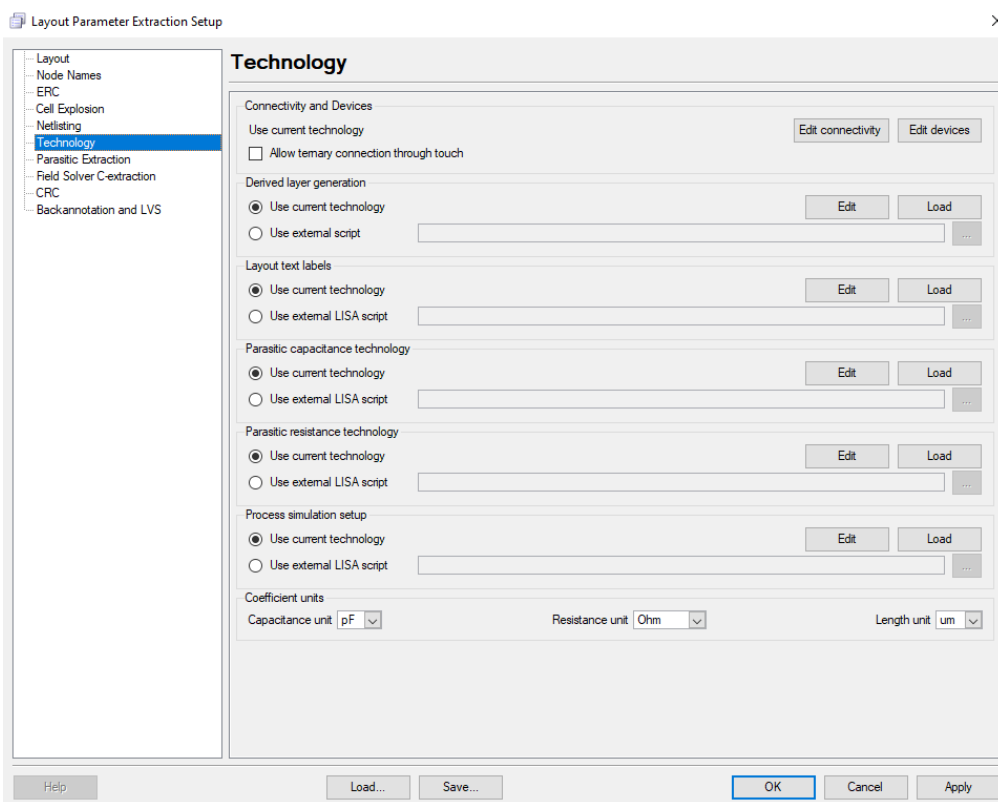 Layout Parameter Extraction Setup
Layout
Node Names
ERC
Cell Explosion
Netlisting
Technology
Parasitic Extraction
Field Solver C-extraction
CRC
Backannotation and LVS
Technology
Connectivity and Devices
Use current technology Edit connectivity Edit devices
Allow ternary connection through touch
Derived layer generation
Use current technology Edit Load
Use external script ...
Layout text labels
Use current technology Edit Load
Use external LISA script ...
Parasitic capacitance technology
Use current technology Edit Load
Use external LISA script ...
Parasitic resistance technology
Use current technology Edit Load
Use external LISA script ...
Process simulation setup
Use current technology Edit Load
Use external LISA script ...
Coefficient units
Capacitance unit pF Resistance unit Ohm Length unit um
Help Load... Save... OK Cancel Apply